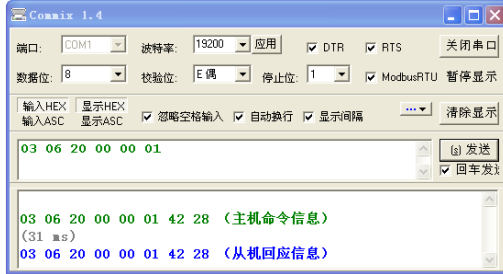 Commix 1.4
端口: COM1 波特率: 19200 应用 DTR RTS 关闭串口
数据位: 8 校验位: E 偶 停止位: 1 ModbusRTU 暂停显示
输入HEX 显示HEX
输入ASC 显示ASC 忽略空格输入 自动换行 显示间隔 ...▼ 清除显示
03 06 20 00 00 01 (s) 发送
回车发送
03 06 20 00 00 01 42 28 （主机命令信息）
(31 ms)
03 06 20 00 00 01 42 28 （从机回应信息）